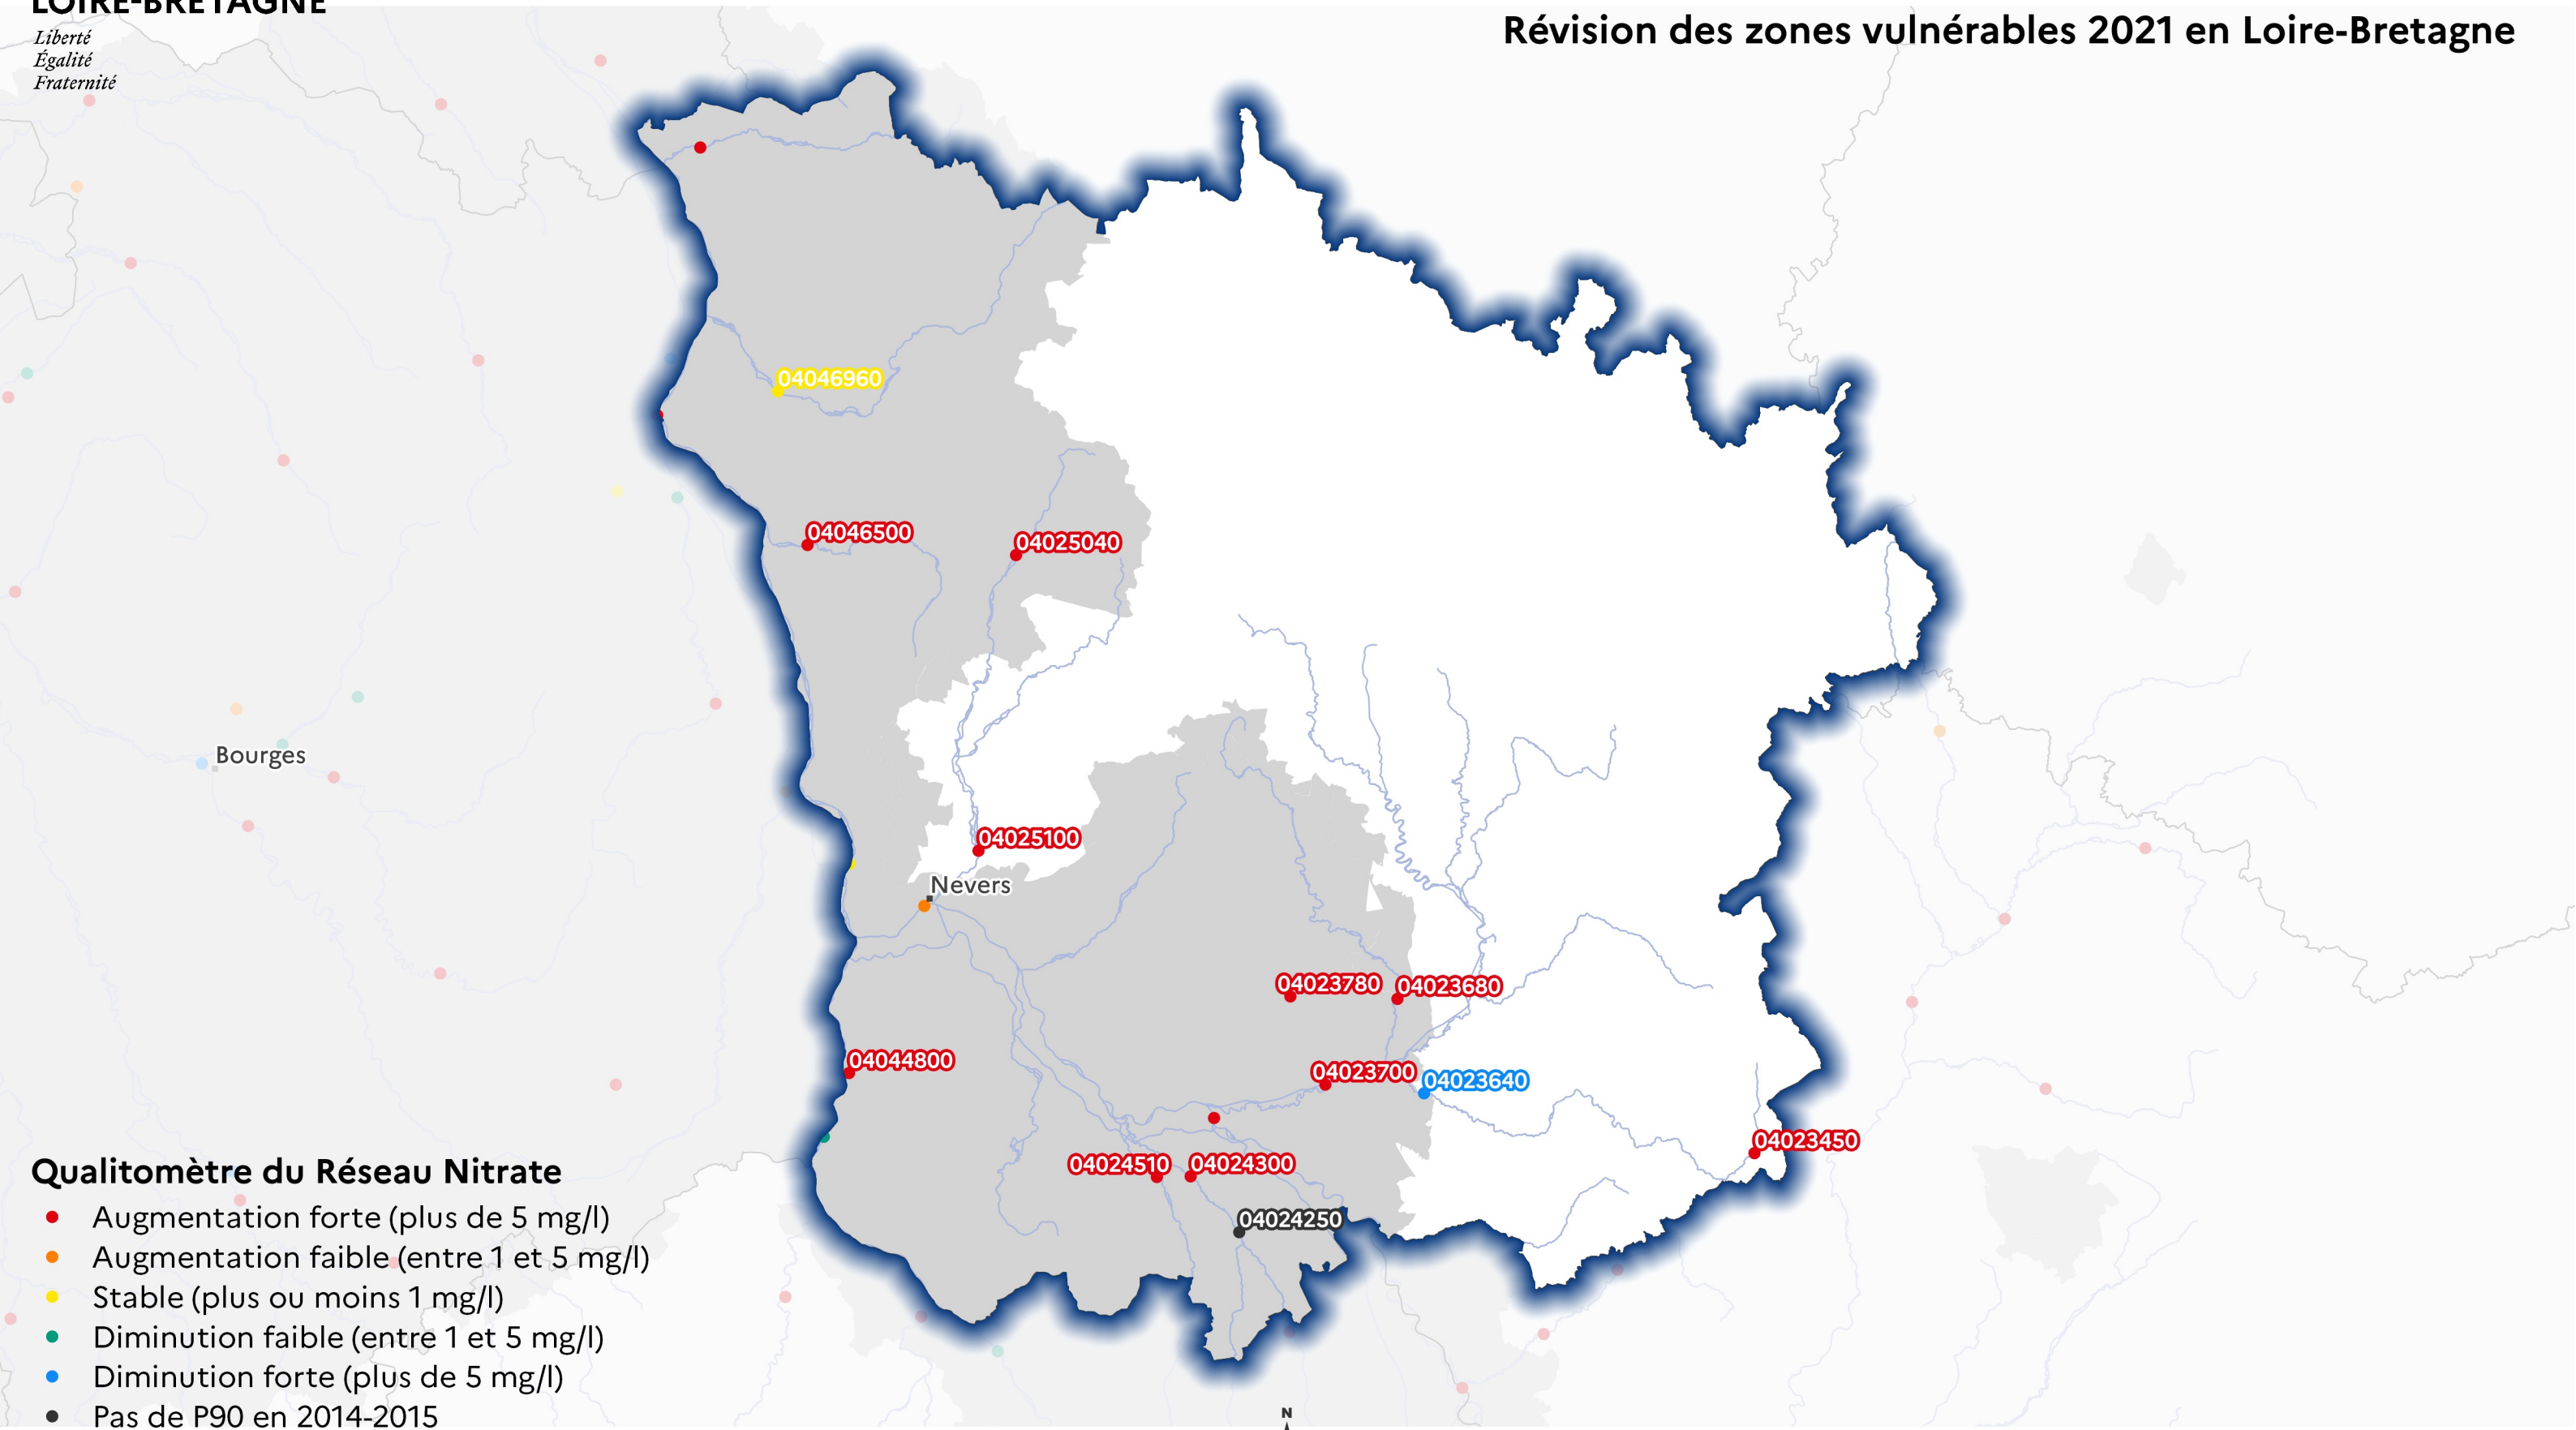 LOIRE-BRETAGNE
Liberté
Égalité
Fraternité
Révision des zones vulnérables 2021 en Loire-Bretagne
04046960
04046500
04025040
Bourges
04025100
Nevers
04023780
04023680
04044800
04023700
04023640
04023450
04024510
04024300
04024250
Qualitomètre du Réseau Nitrate
Augmentation forte (plus de 5 mg/l)
Augmentation faible (entre 1 et 5 mg/l)
Stable (plus ou moins 1 mg/l)
Diminution faible (entre 1 et 5 mg/l)
Diminution forte (plus de 5 mg/l)
Pas de P90 en 2014-2015
N